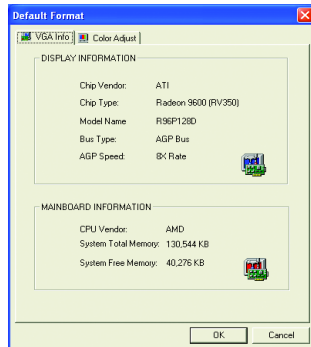 Default Format
VGA Info Color Adjust
DISPLAY INFORMATION
Chip Vendor: ATI
Chip Type: Radeon 9600 (RV350)
Model Name R96P128D
Bus Type: AGP Bus
AGP Speed: 8X Rate
MAINBOARD INFORMATION
CPU Vendor: AMD
System Total Memory: 130,544 KB
System Free Memory: 40,276 KB
OK Cancel